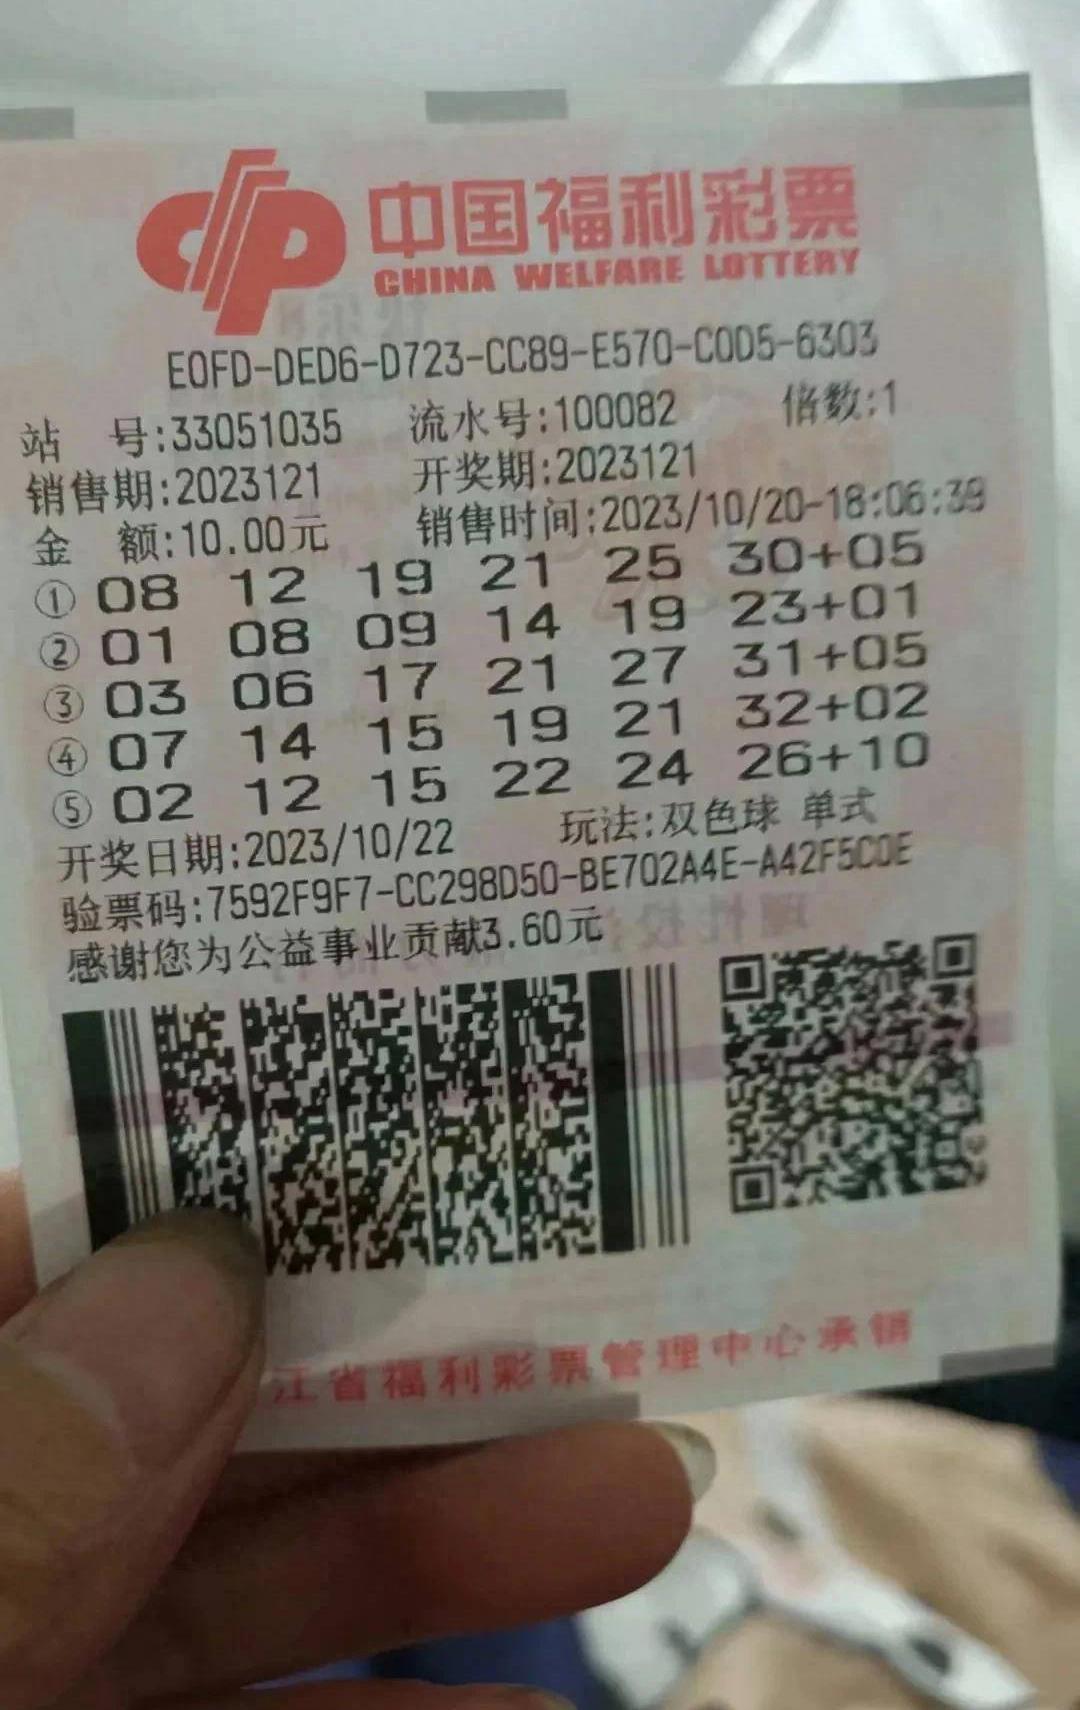 中国福利彩票
CHINA WELFARE LOTTERY
E0FD-DED6-D723-CC89-E570-C0D5-6303
站 号:33051035 流水号:100082 倍数:1
销售期:2023121 开奖期:2023121
金 额:10.00元 销售时间:2023/10/20-18:06:39
① 08 12 19 21 25 30+05
② 01 08 09 14 19 23+01
③ 03 06 17 21 27 31+05
④ 07 14 15 19 21 32+02
⑤ 02 12 15 22 24 26+10
开奖日期:2023/10/22 玩法:双色球 单式
验票码:7592F9F7-CC298D50-BE702A4E-A42F5C0E
感谢您为公益事业贡献3.60元
江省福利彩票管理中心承销